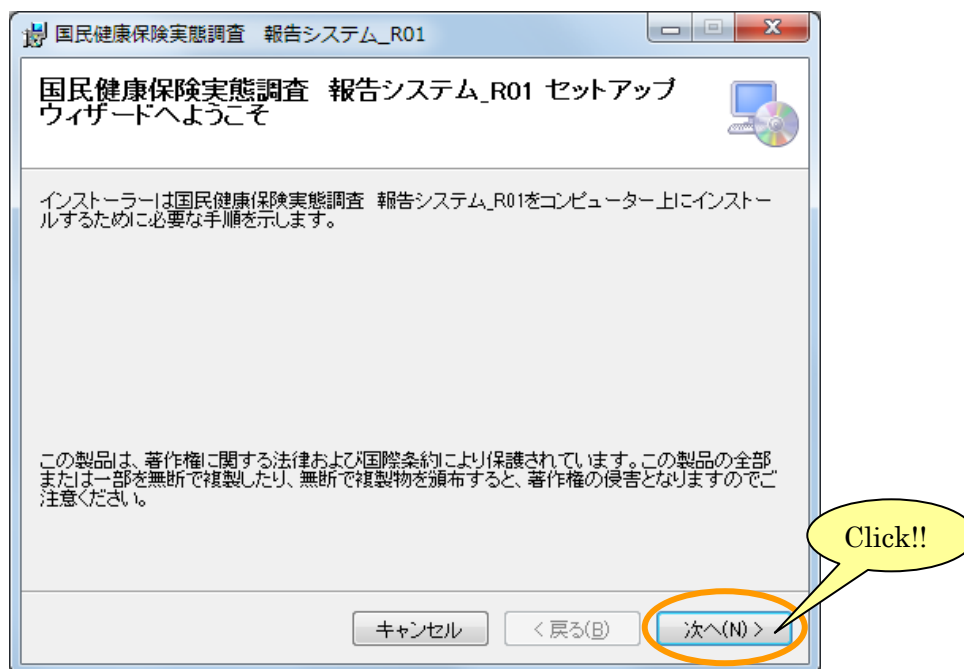 国民健康保険実態調査　報告システム_R01
国民健康保険実態調査　報告システム_R01 セットアップ
ウィザードへようこそ
インストーラーは国民健康保険実態調査　報告システム_R01をコンピューター上にインストー
ルするために必要な手順を示します。
この製品は、著作権に関する法律および国際条約により保護されています。この製品の全部
または一部を無断で複製したり、無断で複製物を頒布すると、著作権の侵害となりますのでご
注意ください。
Click!!
キャンセル
< 戻る(B)
次へ(N) >